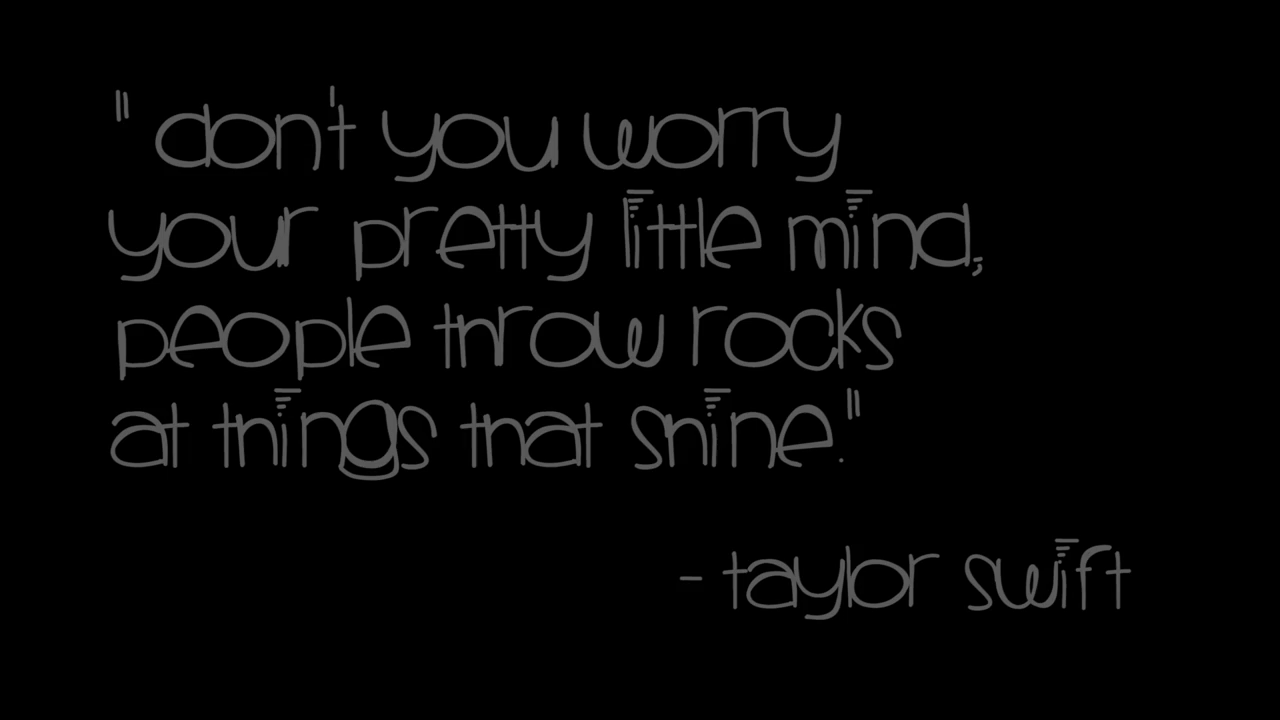 " don't you worry
your pretty little mind;
people throw rocks
at things that shine."
- taylor swift